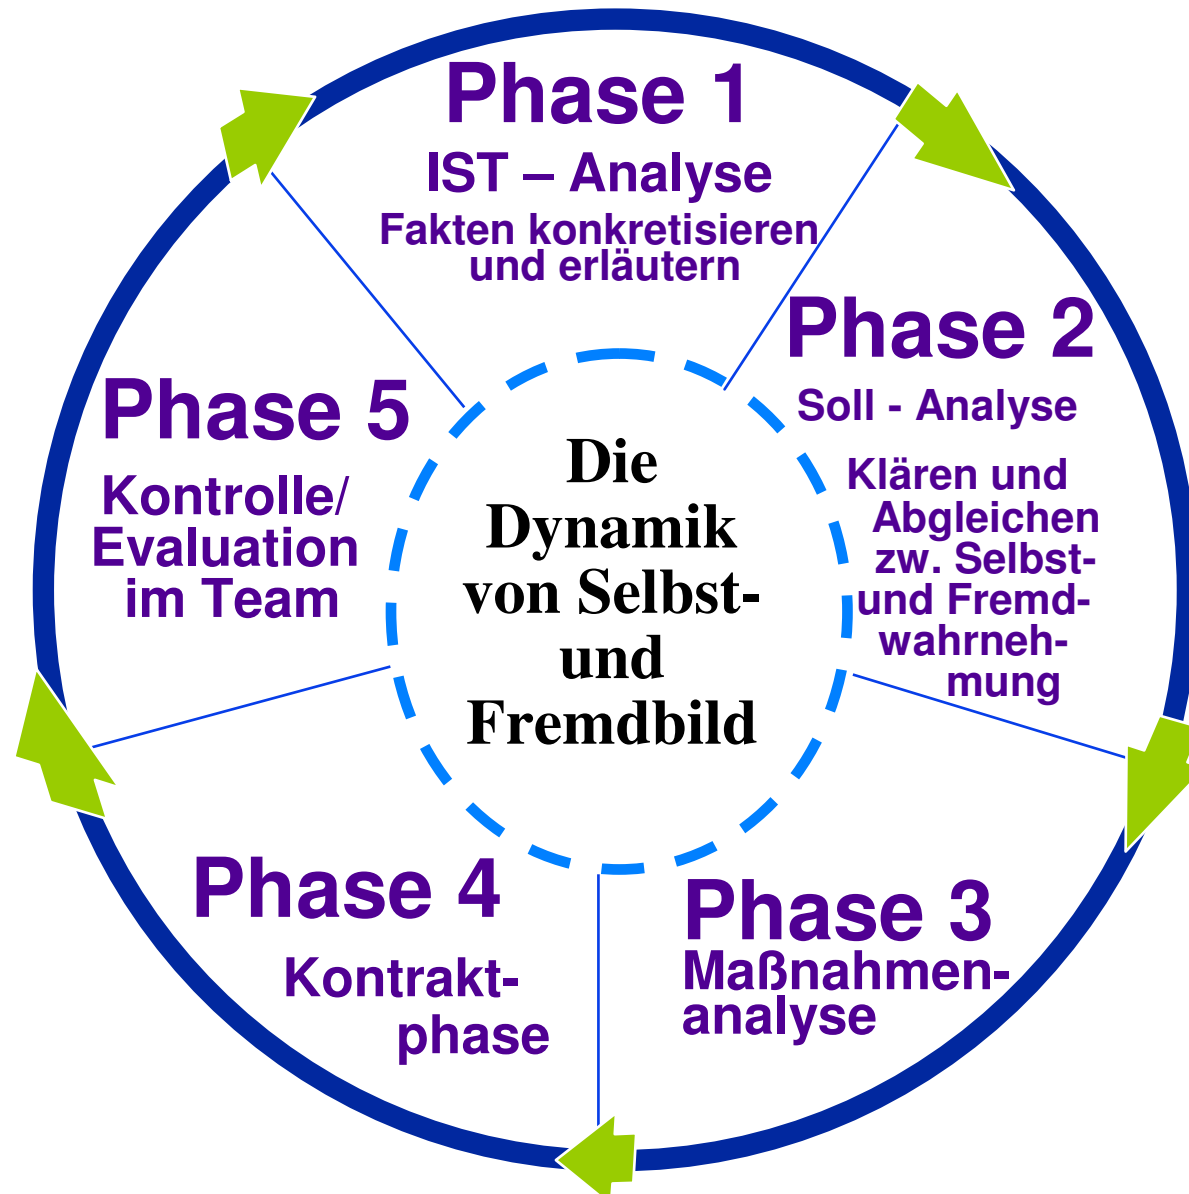 Phase 1
IST – Analyse
Fakten konkretisieren
und erläutern
Phase 2
Soll - Analyse
Klären und
Abgleichen
zw. Selbst-
und Fremd-
wahrneh-
mung
Phase 3
Maßnahmen-
analyse
Phase 4
Kontrakt-
phase
Phase 5
Kontrolle/
Evaluation
im Team
Die
Dynamik
von Selbst-
und
Fremdbild